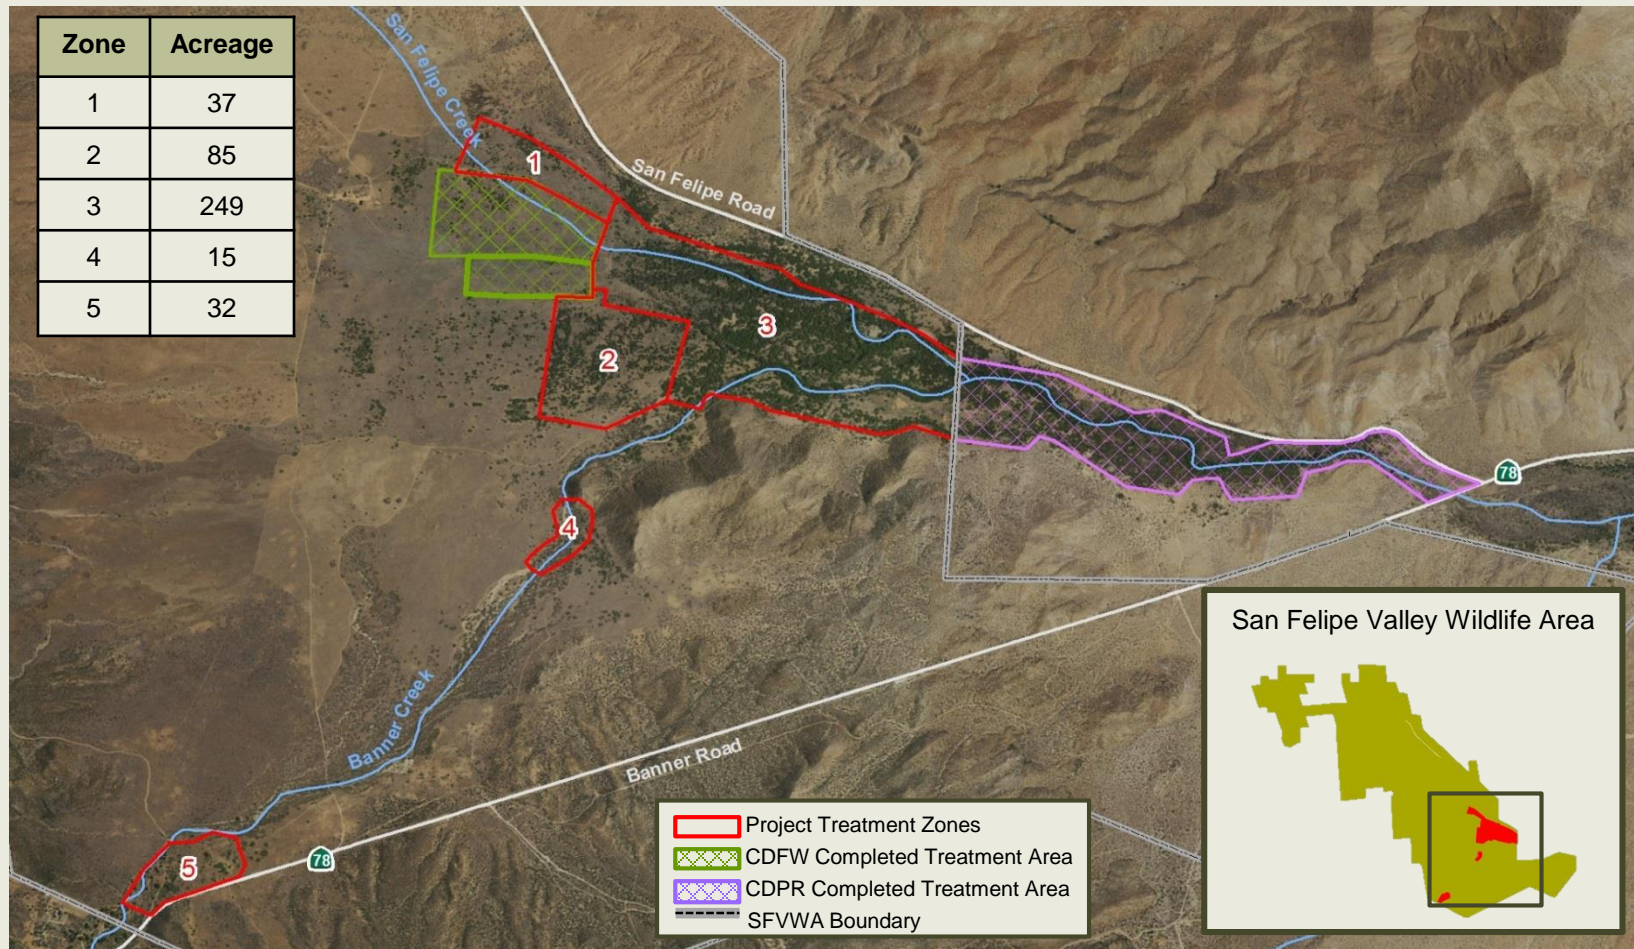 Zone Acreage
1 37
2 85
3 249
4 15
5 32
San Felipe Creek
1
San Felipe Road
3
2
78
4
Banner Creek
Banner Road
5
78
Project Treatment Zones
CDFW Completed Treatment Area
CDPR Completed Treatment Area
SFVWA Boundary
San Felipe Valley Wildlife Area